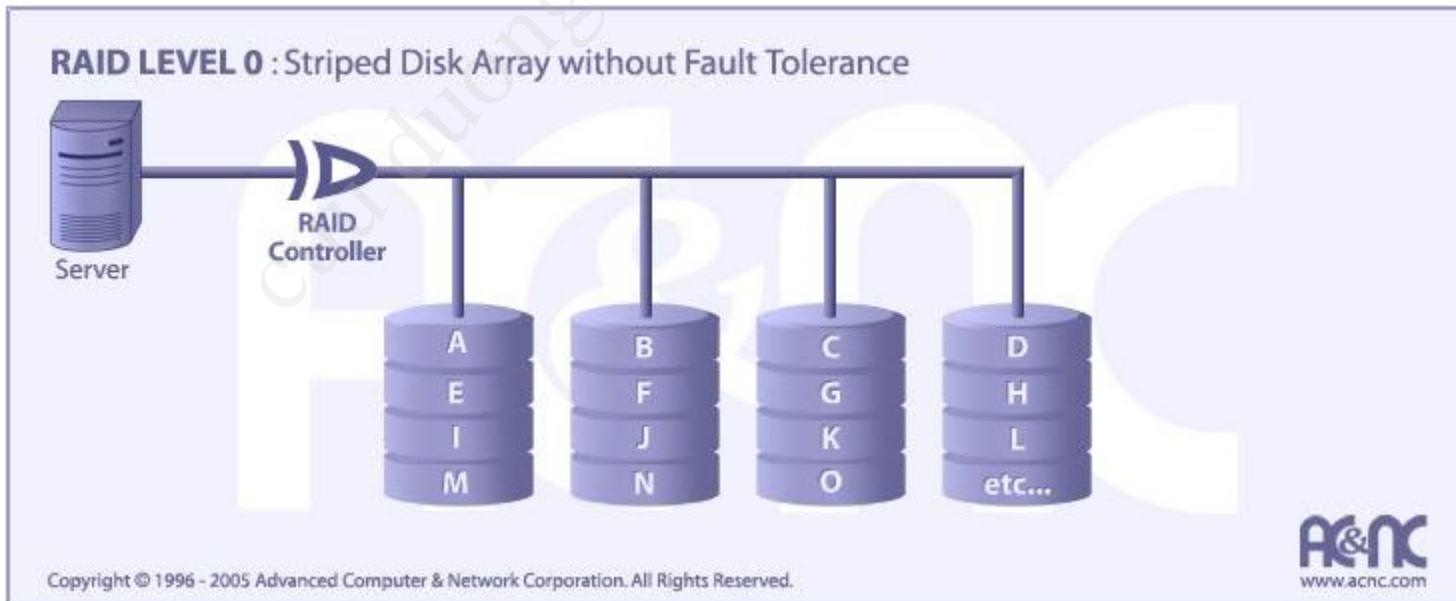 RAID LEVEL 0 : Striped Disk Array without Fault Tolerance
Server
RAID
Controller
A B C D
E F G H
I J K L
M N O etc...
AC&NC
www.acnc.com
Copyright © 1996 - 2005 Advanced Computer & Network Corporation. All Rights Reserved.